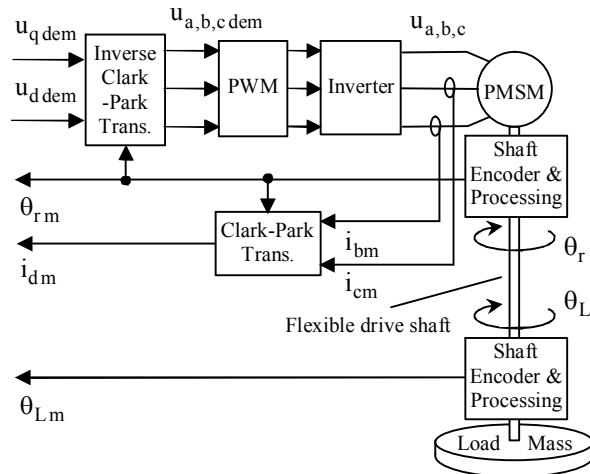 u_q dem
u_d dem
Inverse
Clark
-Park
Trans.
u_a,b,c dem
PWM
Inverter
u_a,b,c
PMSM
Shaft
Encoder &
Processing
θ_r m
Clark-Park
Trans.
i_bm
i_cm
i_d m
θ_r
θ_L
Flexible drive shaft
Shaft
Encoder &
Processing
θ_L m
Load Mass